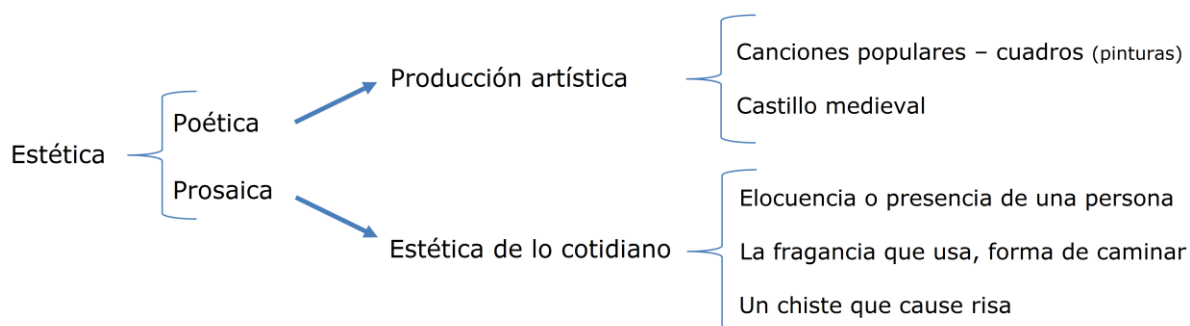 Estética
Poética
Prosaica
Producción artística
Estética de lo cotidiano
Canciones populares – cuadros (pinturas)
Castillo medieval
Elocuencia o presencia de una persona
La fragancia que usa, forma de caminar
Un chiste que cause risa